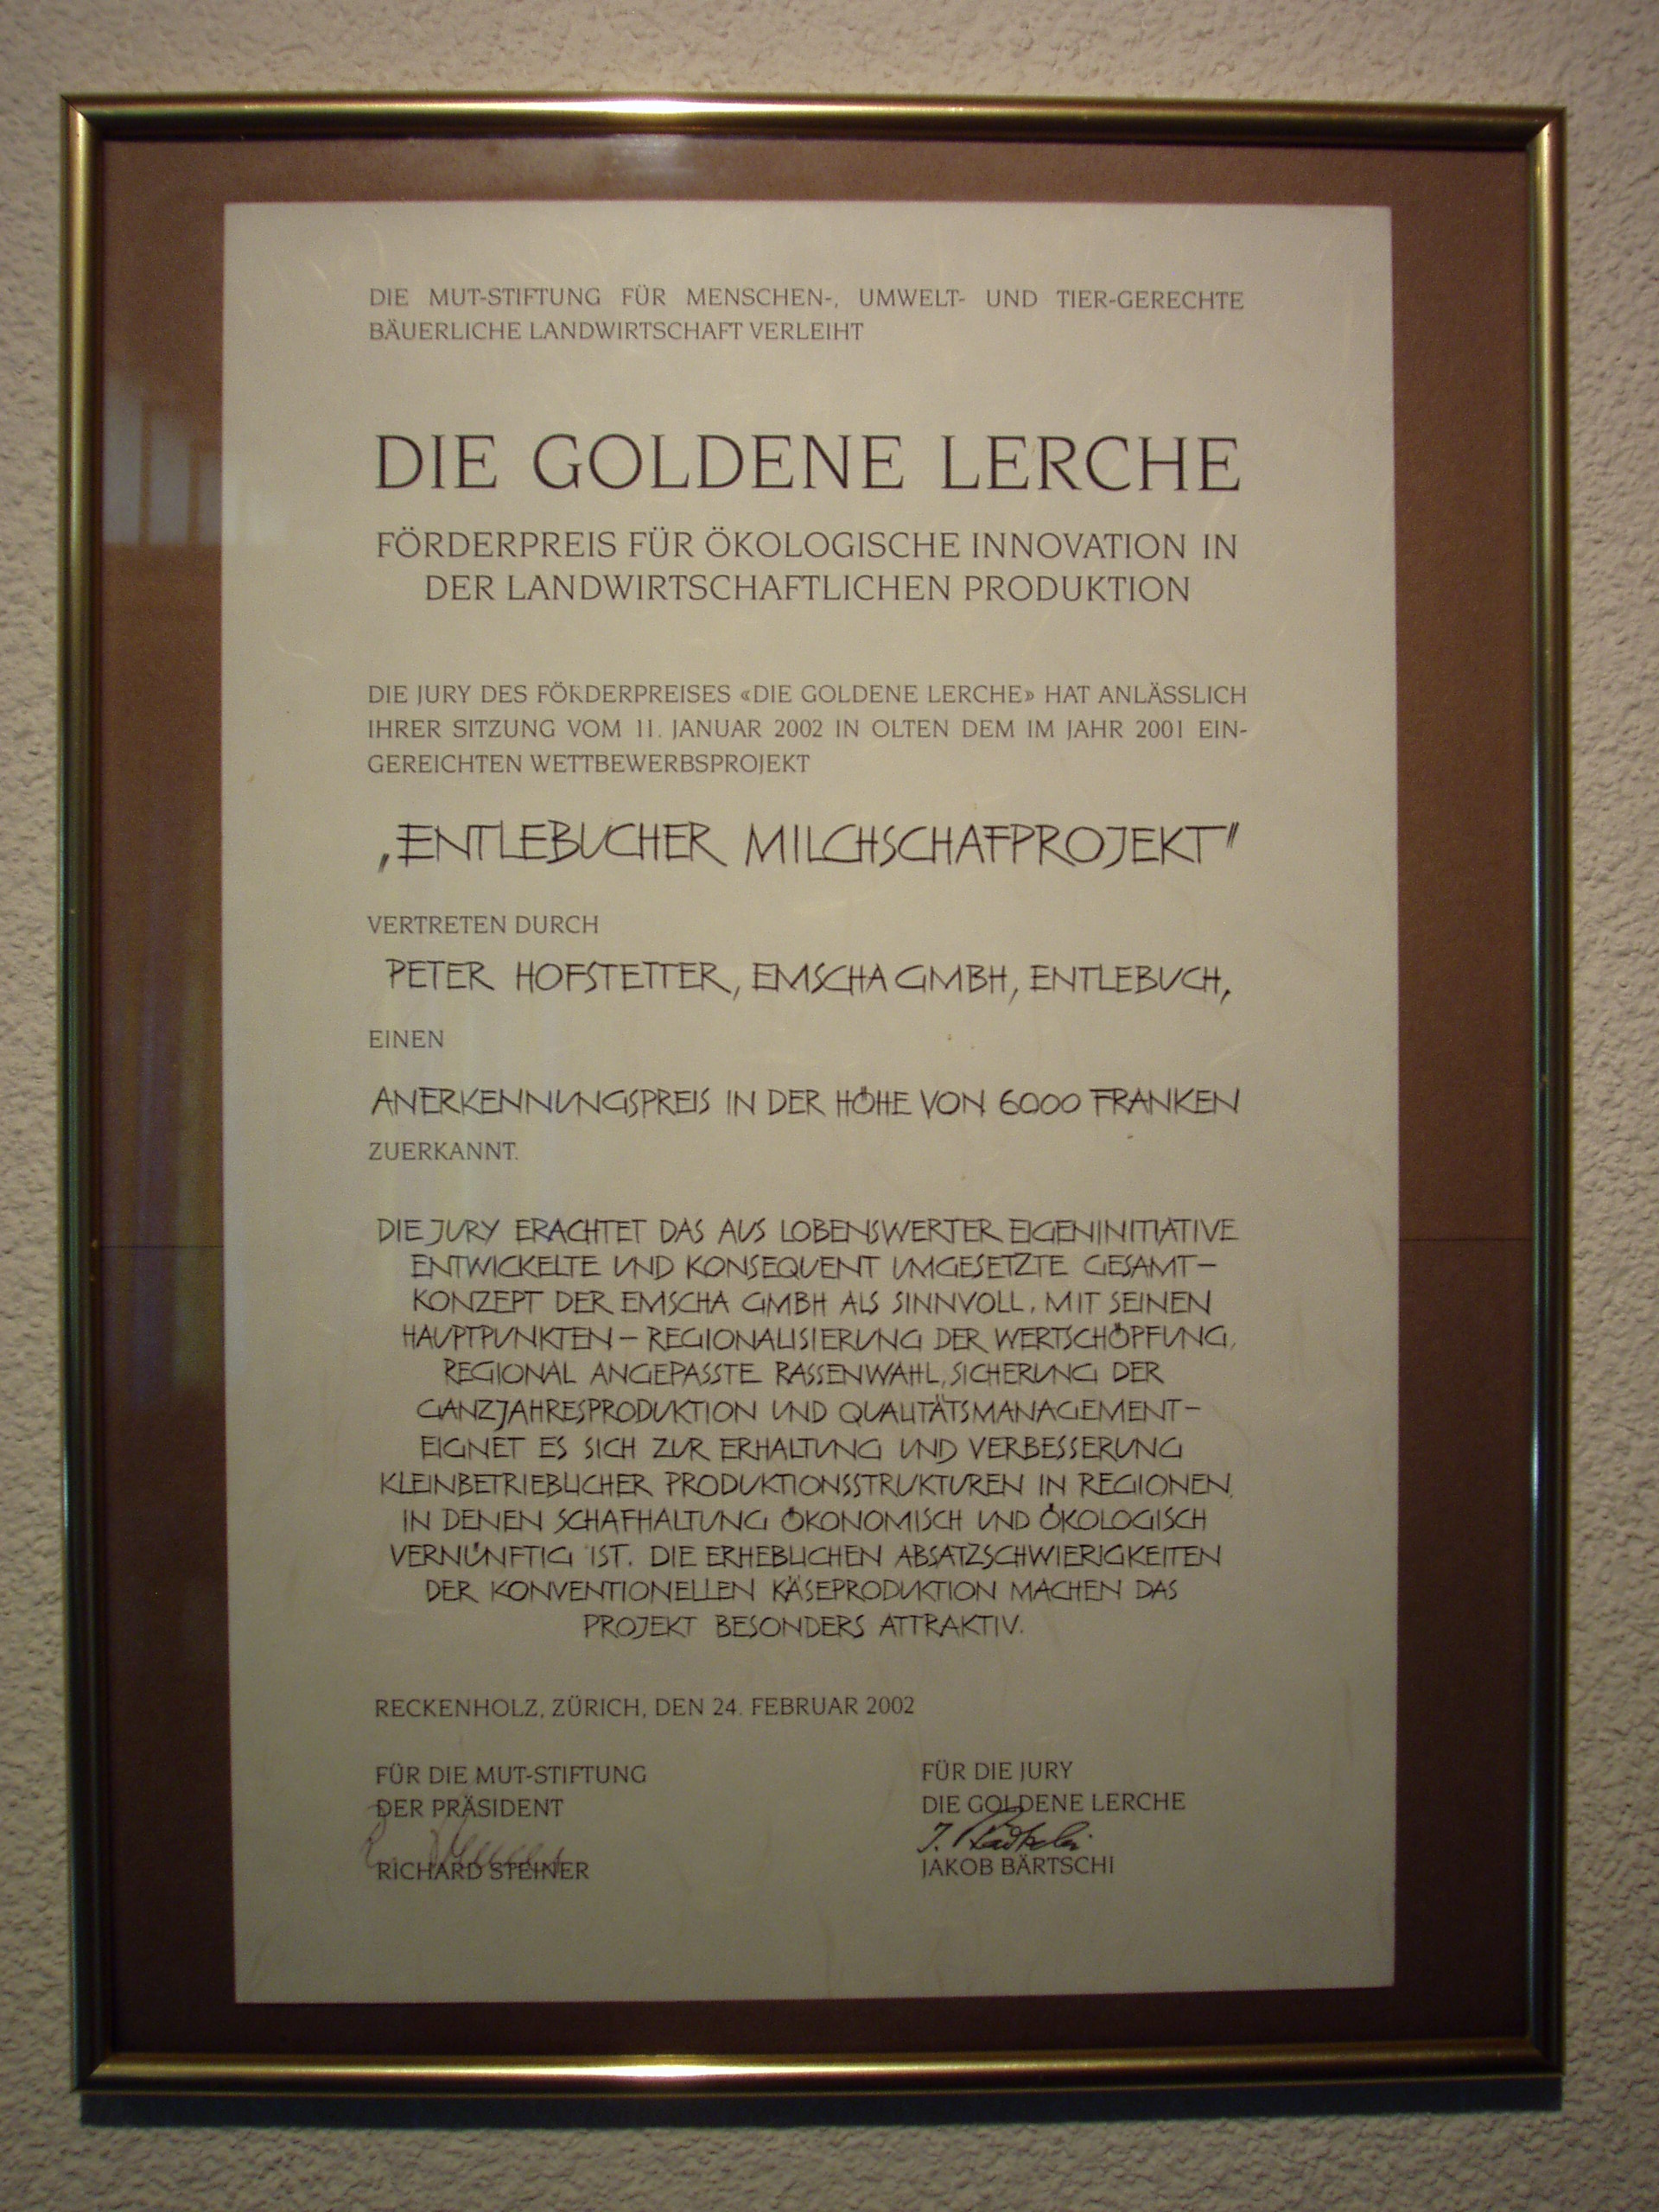 DIE MUT-STIFTUNG FÜR MENSCHEN-, UMWELT- UND TIER-GERECHTE
BÄUERLICHE LANDWIRTSCHAFT VERLEIHT
DIE GOLDENE LERCHE
FÖRDERPREIS FÜR ÖKOLOGISCHE INNOVATION IN
DER LANDWIRTSCHAFTLICHEN PRODUKTION
DIE JURY DES FÖRDERPREISES «DIE GOLDENE LERCHE» HAT ANLÄSSLICH
IHRER SITZUNG VOM 11. JANUAR 2002 IN OLTEN DEM IM JAHR 2001 EIN-
GEREICHTEN WETTBEWERBSPROJEKT
„ENTLEBUCHER MILCHSCHAFPROJEKT"
VERTRETEN DURCH
PETER HOFSTETTER, EMSCHA GMBH, ENTLEBUCH,
EINEN
ANERKENNUNGSPREIS IN DER HÖHE VON 6000 FRANKEN
ZUERKANNT.
DIE JURY ERACHTET DAS AUS LOBENSWERTER EIGENINITIATIVE
ENTWICKELTE UND KONSEQUENT UMGESETZTE GESAMT-
KONZEPT DER EMSCHA GMBH ALS SINNVOLL, MIT SEINEN
HAUPTPUNKTEN – REGIONALISIERUNG DER WERTSCHÖPFUNG,
REGIONAL ANGEPASSTE RASSENWAHL, SICHERUNG DER
GANZJAHRESPRODUKTION UND QUALITÄTSMANAGEMENT –
EIGNET ES SICH ZUR ERHALTUNG UND VERBESSERUNG
KLEINBETRIEBLICHER PRODUKTIONSSTRUKTUREN IN REGIONEN,
IN DENEN SCHAFHALTUNG ÖKONOMISCH UND ÖKOLOGISCH
VERNÜNFTIG IST. DIE ERHEBLICHEN ABSATZSCHWIERIGKEITEN
DER KONVENTIONELLEN KÄSEPRODUKTION MACHEN DAS
PROJEKT BESONDERS ATTRAKTIV.
RECKENHOLZ, ZÜRICH, DEN 24. FEBRUAR 2002
FÜR DIE MUT-STIFTUNG
DER PRÄSIDENT
RICHARD STEINER
FÜR DIE JURY
DIE GOLDENE LERCHE
JAKOB BÄRTSCHI